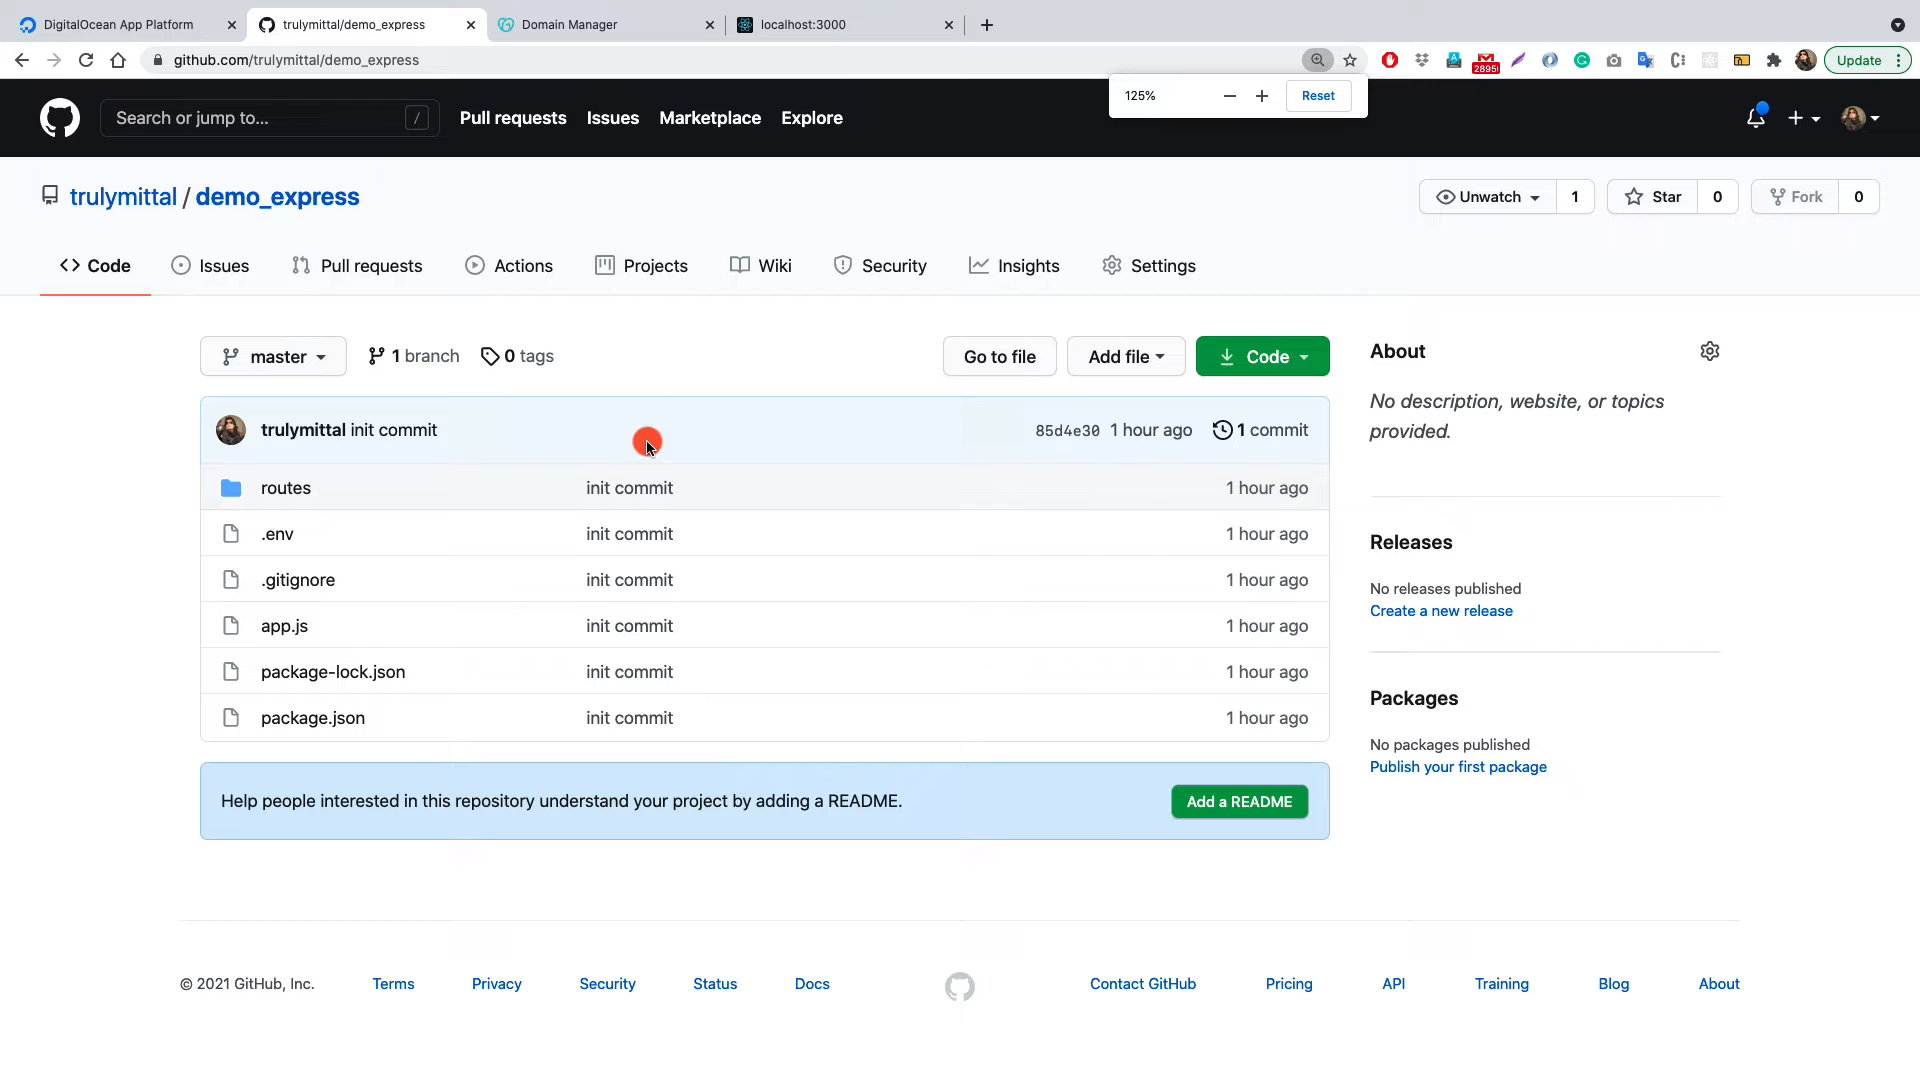 DigitalOcean App Platform
trulymittal/demo_express
Domain Manager
localhost:3000
github.com/trulymittal/demo_express
2895
Update
125%
Reset
Search or jump to...
/
Pull requests
Issues
Marketplace
Explore
trulymittal / demo_express
Unwatch
1
Star
0
Fork
0
Code
Issues
Pull requests
Actions
Projects
Wiki
Security
Insights
Settings
master
1 branch
0 tags
Go to file
Add file
Code
trulymittal init commit
85d4e30 1 hour ago
1 commit
routes init commit 1 hour ago
.env init commit 1 hour ago
.gitignore init commit 1 hour ago
app.js init commit 1 hour ago
package-lock.json init commit 1 hour ago
package.json init commit 1 hour ago
Help people interested in this repository understand your project by adding a README.
Add a README
About
No description, website, or topics
provided.
Releases
No releases published
Create a new release
Packages
No packages published
Publish your first package
© 2021 GitHub, Inc.
Terms
Privacy
Security
Status
Docs
Contact GitHub
Pricing
API
Training
Blog
About